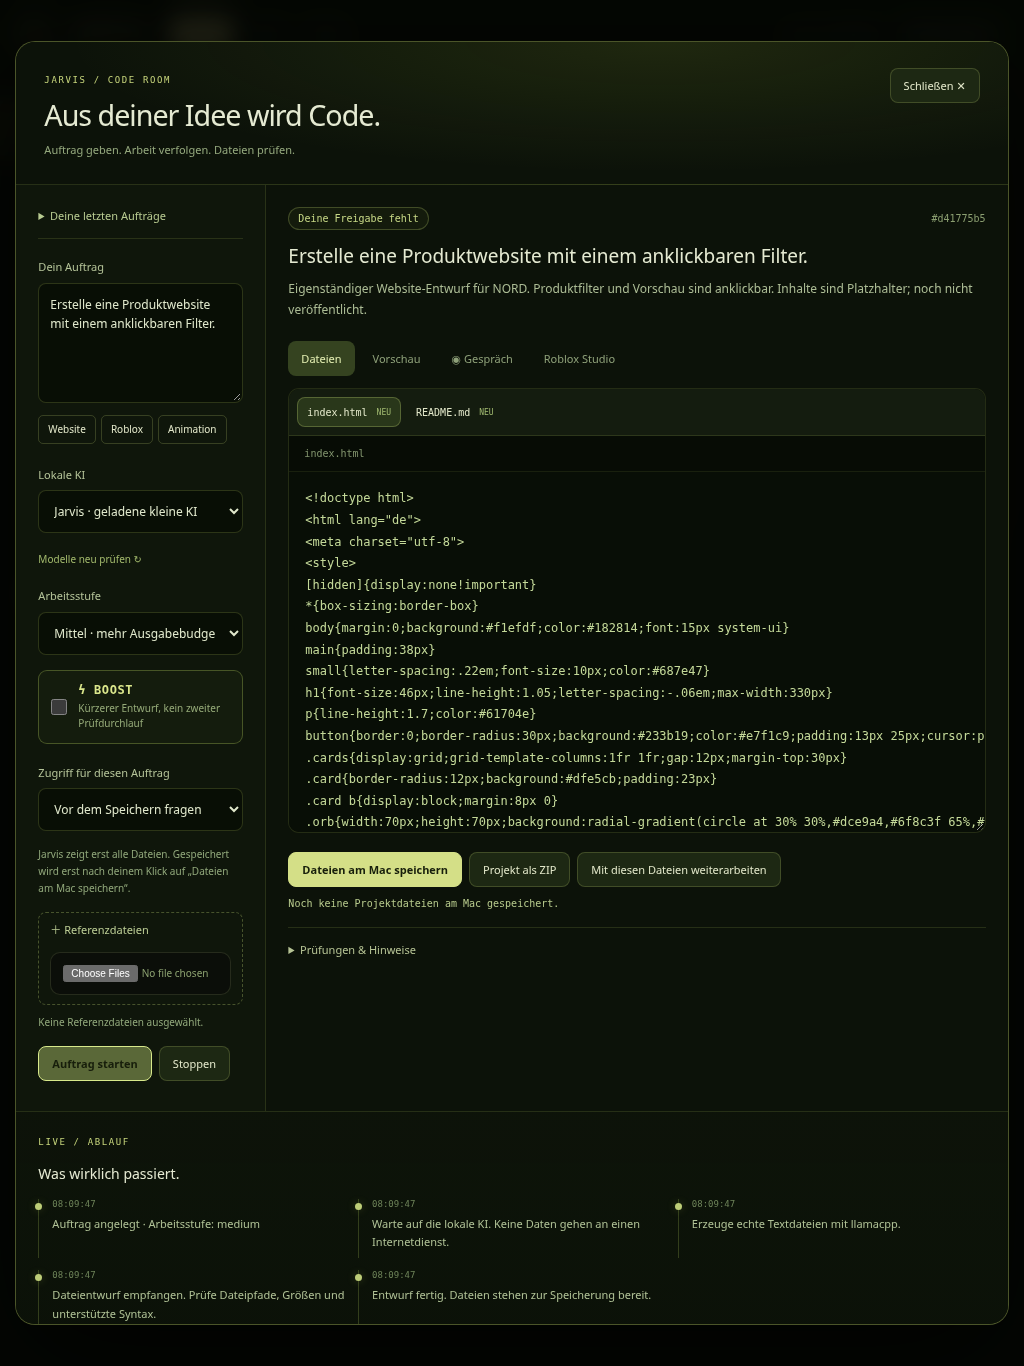 JARVIS / CODE ROOM
Aus deiner Idee wird Code.
Auftrag geben. Arbeit verfolgen. Dateien prüfen.
Schließen ✕
▶ Deine letzten Aufträge
Dein Auftrag
Erstelle eine Produktwebsite
mit einem anklickbaren Filter.
Website Roblox Animation
Lokale KI
Jarvis · geladene kleine KI
Modelle neu prüfen ↻
Arbeitsstufe
Mittel · mehr Ausgabebudge
ϟ BOOST
Kürzerer Entwurf, kein zweiter
Prüfdurchlauf
Zugriff für diesen Auftrag
Vor dem Speichern fragen
Jarvis zeigt erst alle Dateien. Gespeichert
wird erst nach deinem Klick auf „Dateien
am Mac speichern“.
＋ Referenzdateien
Choose Files No file chosen
Keine Referenzdateien ausgewählt.
Auftrag starten Stoppen
Deine Freigabe fehlt
#d41775b5
Erstelle eine Produktwebsite mit einem anklickbaren Filter.
Eigenständiger Website-Entwurf für NORD. Produktfilter und Vorschau sind anklickbar. Inhalte sind Platzhalter; noch nicht
veröffentlicht.
Dateien Vorschau ◉ Gespräch Roblox Studio
index.html NEU README.md NEU
index.html
<!doctype html>
<html lang="de">
<meta charset="utf-8">
<style>
[hidden]{display:none!important}
*{box-sizing:border-box}
body{margin:0;background:#f1efdf;color:#182814;font:15px system-ui}
main{padding:38px}
small{letter-spacing:.22em;font-size:10px;color:#687e47}
h1{font-size:46px;line-height:1.05;letter-spacing:-.06em;max-width:330px}
p{line-height:1.7;color:#61704e}
button{border:0;border-radius:30px;background:#233b19;color:#e7f1c9;padding:13px 25px;cursor:p
.cards{display:grid;grid-template-columns:1fr 1fr;gap:12px;margin-top:30px}
.card{border-radius:12px;background:#dfe5cb;padding:23px}
.card b{display:block;margin:8px 0}
.orb{width:70px;height:70px;background:radial-gradient(circle at 30% 30%,#dce9a4,#6f8c3f 65%,#
Dateien am Mac speichern Projekt als ZIP Mit diesen Dateien weiterarbeiten
Noch keine Projektdateien am Mac gespeichert.
▶ Prüfungen & Hinweise
LIVE / ABLAUF
Was wirklich passiert.
08:09:47
Auftrag angelegt · Arbeitsstufe: medium
08:09:47
Warte auf die lokale KI. Keine Daten gehen an einen
Internetdienst.
08:09:47
Erzeuge echte Textdateien mit llamacpp.
08:09:47
Dateientwurf empfangen. Prüfe Dateipfade, Größen und
unterstützte Syntax.
08:09:47
Entwurf fertig. Dateien stehen zur Speicherung bereit.